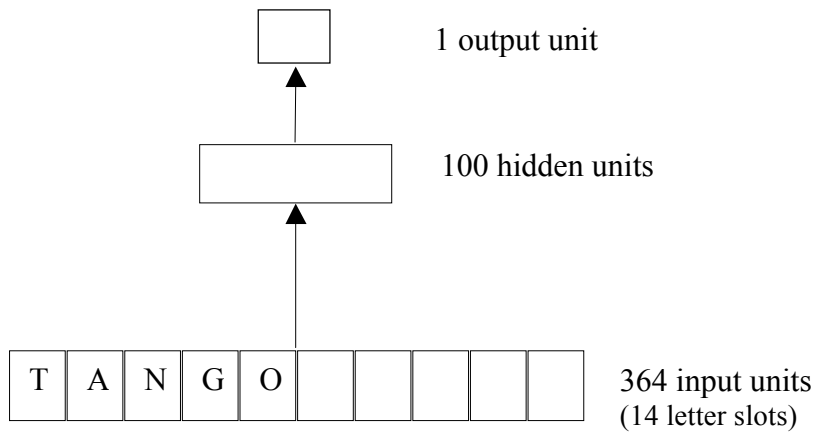 1 output unit
100 hidden units
T A N G O
364 input units
(14 letter slots)